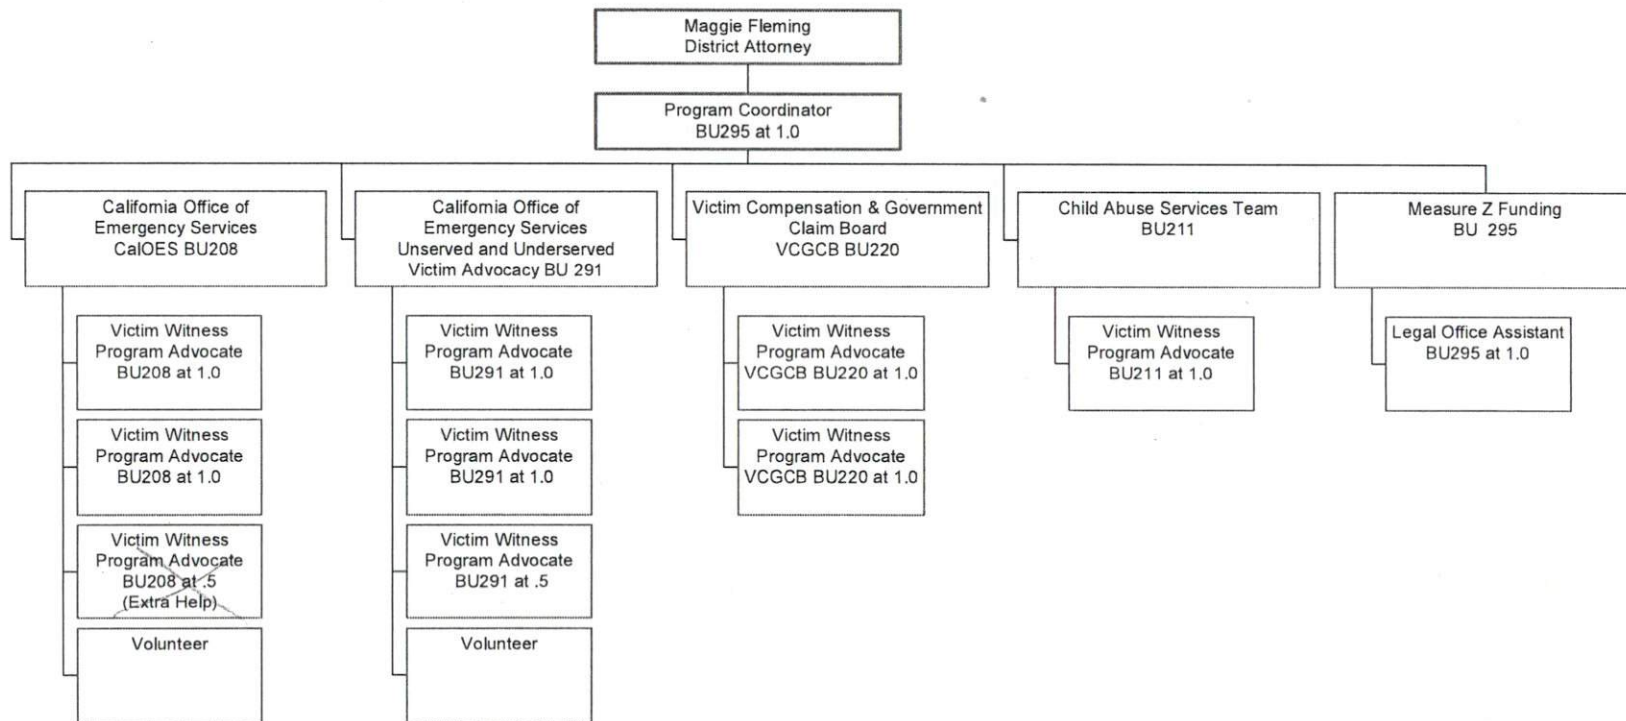 Maggie Fleming
District Attorney
Program Coordinator
BU295 at 1.0
California Office of
Emergency Services
CalOES BU208
California Office of
Emergency Services
Unserved and Underserved
Victim Advocacy BU 291
Victim Compensation & Government
Claim Board
VCGCB BU220
Child Abuse Services Team
BU211
Measure Z Funding
BU 295
Victim Witness
Program Advocate
BU208 at 1.0
Victim Witness
Program Advocate
BU291 at 1.0
Victim Witness
Program Advocate
VCGCB BU220 at 1.0
Victim Witness
Program Advocate
BU211 at 1.0
Legal Office Assistant
BU295 at 1.0
Victim Witness
Program Advocate
BU208 at 1.0
Victim Witness
Program Advocate
BU291 at 1.0
Victim Witness
Program Advocate
VCGCB BU220 at 1.0
Victim Witness
Program Advocate
BU208 at .5
(Extra Help)
Victim Witness
Program Advocate
BU291 at .5
Volunteer
Volunteer